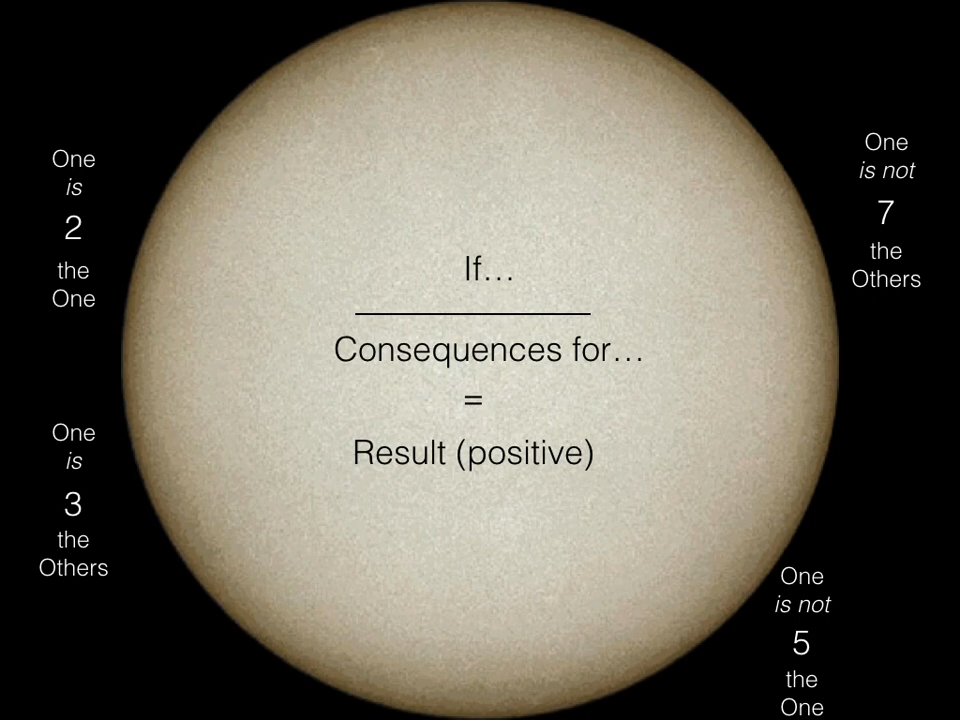 One
is
2
the
One
One
is
3
the
Others
If…
Consequences for…
=
Result (positive)
One
is not
7
the
Others
One
is not
5
the
One